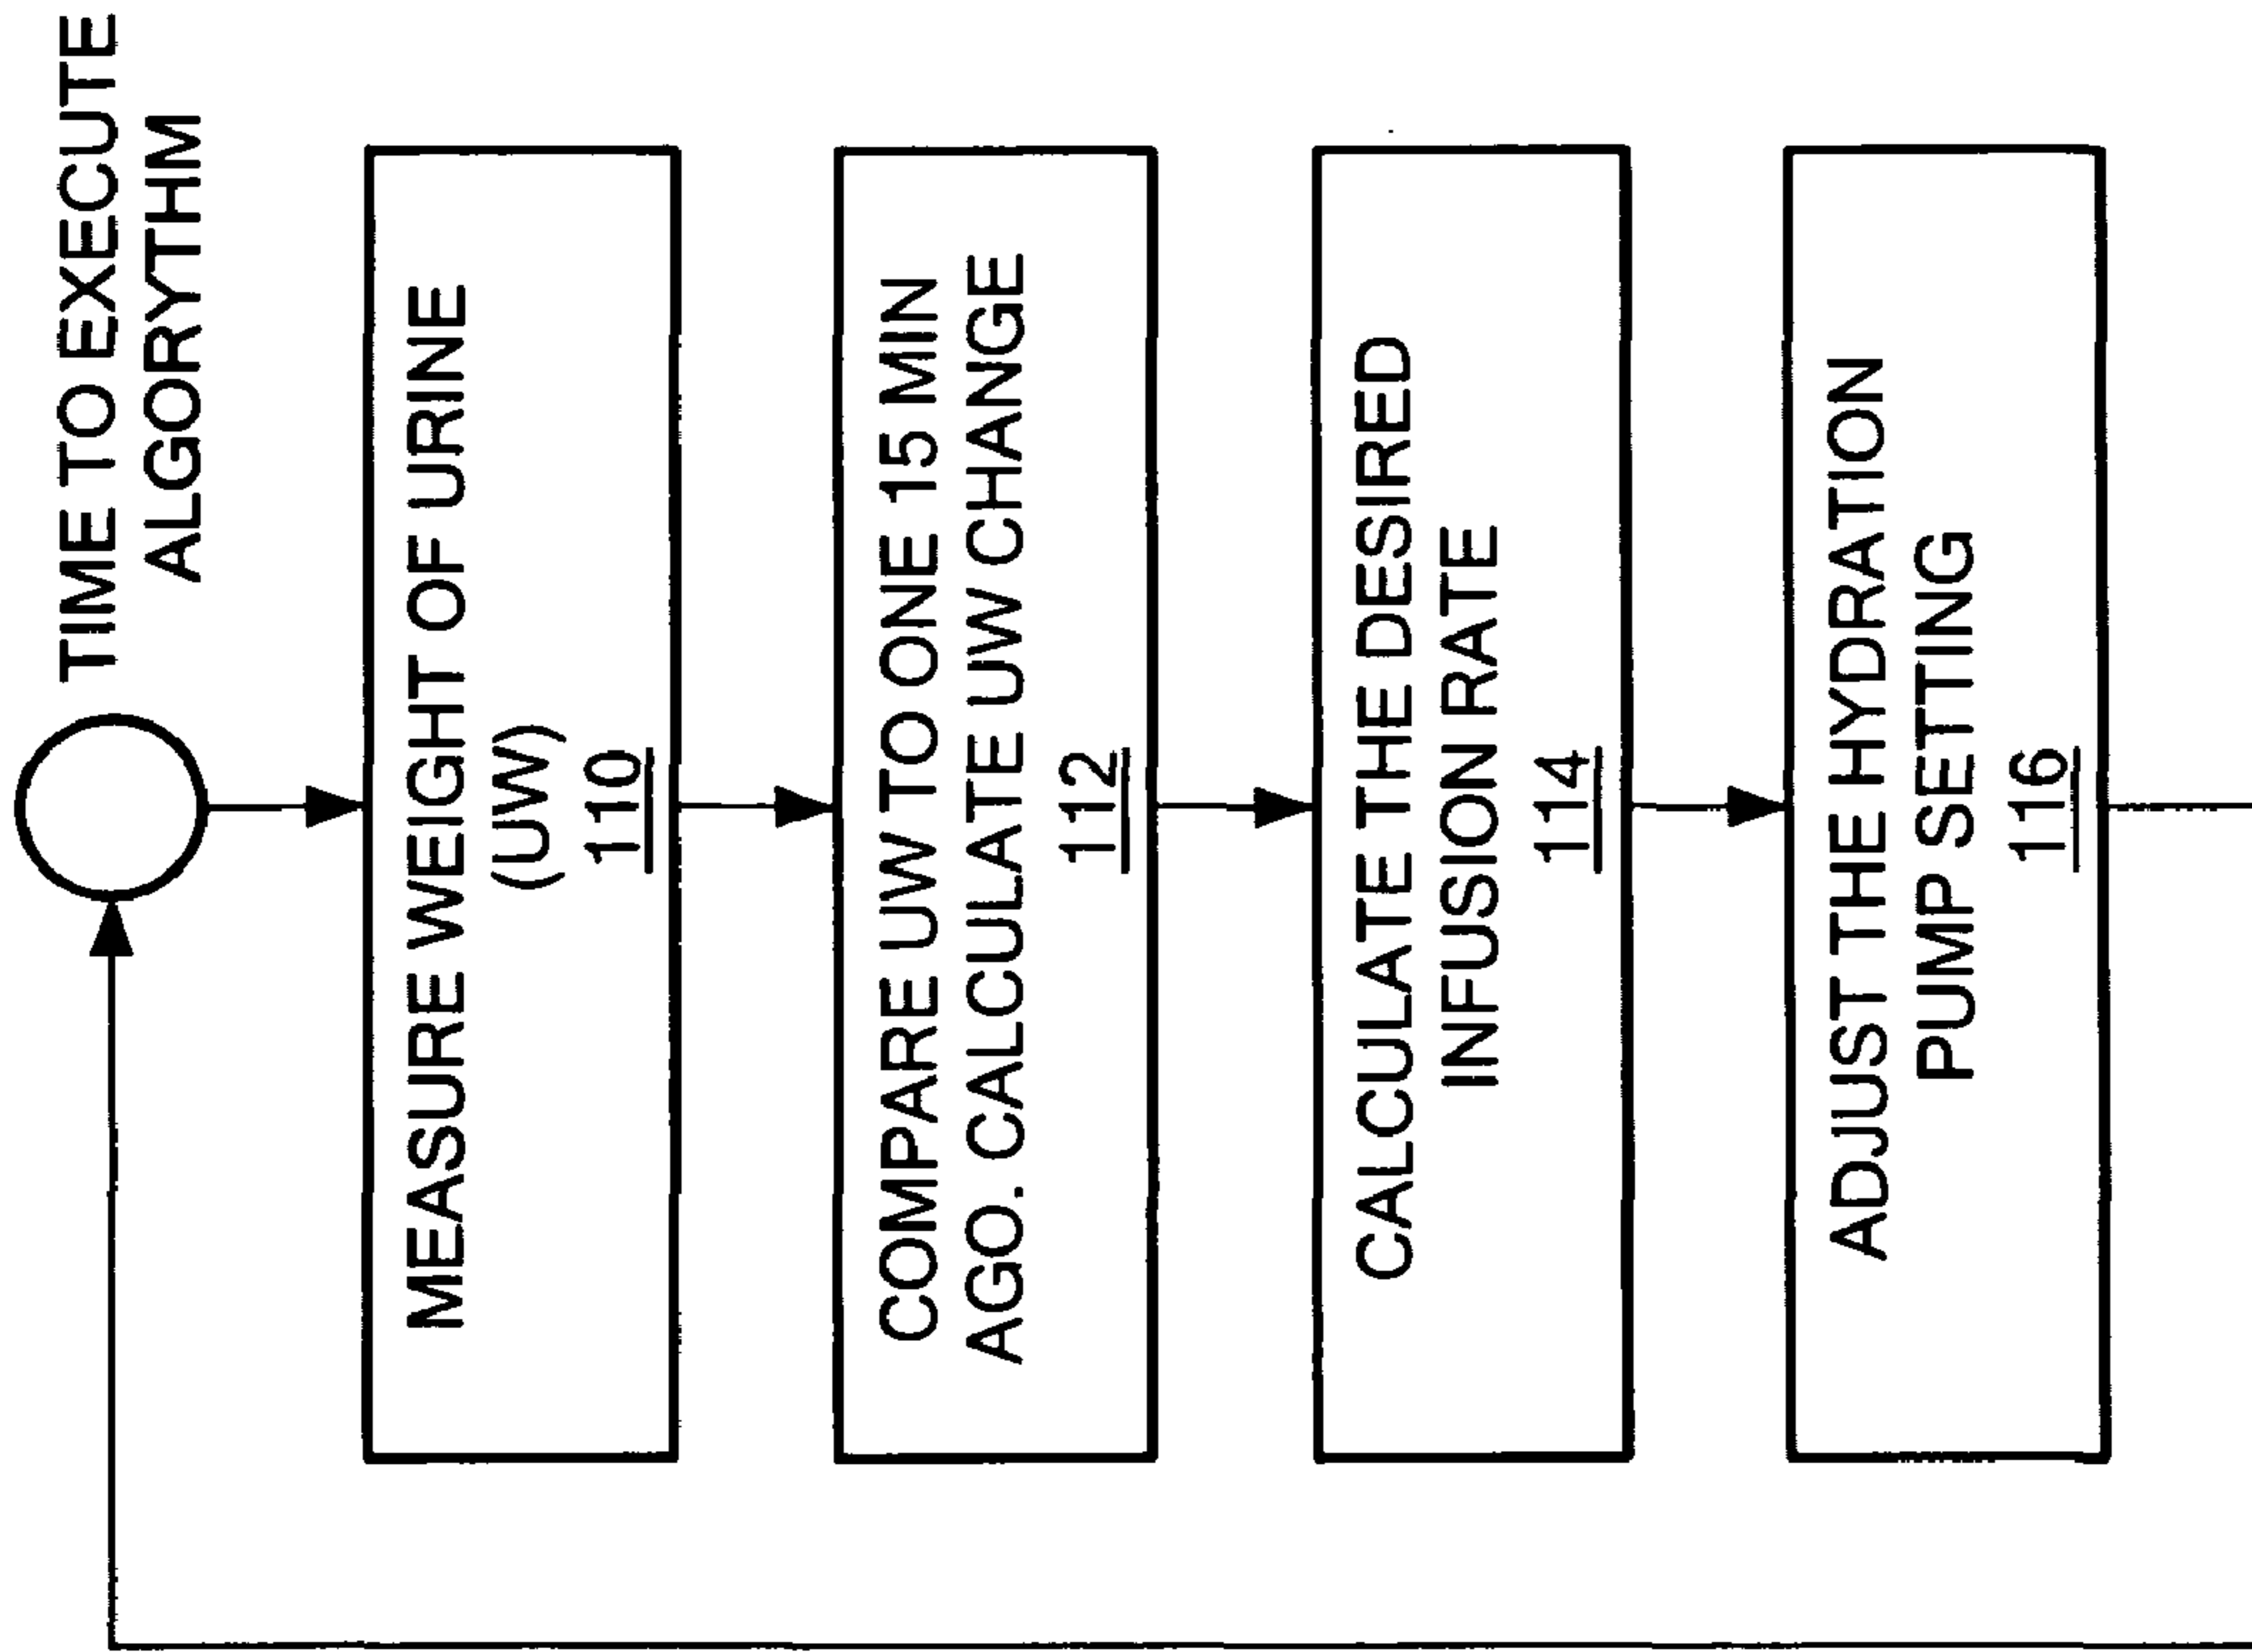 TIME TO EXECUTE
ALGORYTHM
MEASURE WEIGHT OF URINE
(UW)
110
COMPARE UW TO ONE 15 MIN
AGO. CALCULATE UW CHANGE
112
CALCULATE THE DESIRED
INFUSION RATE
114
ADJUST THE HYDRATION
PUMP SETTING
116